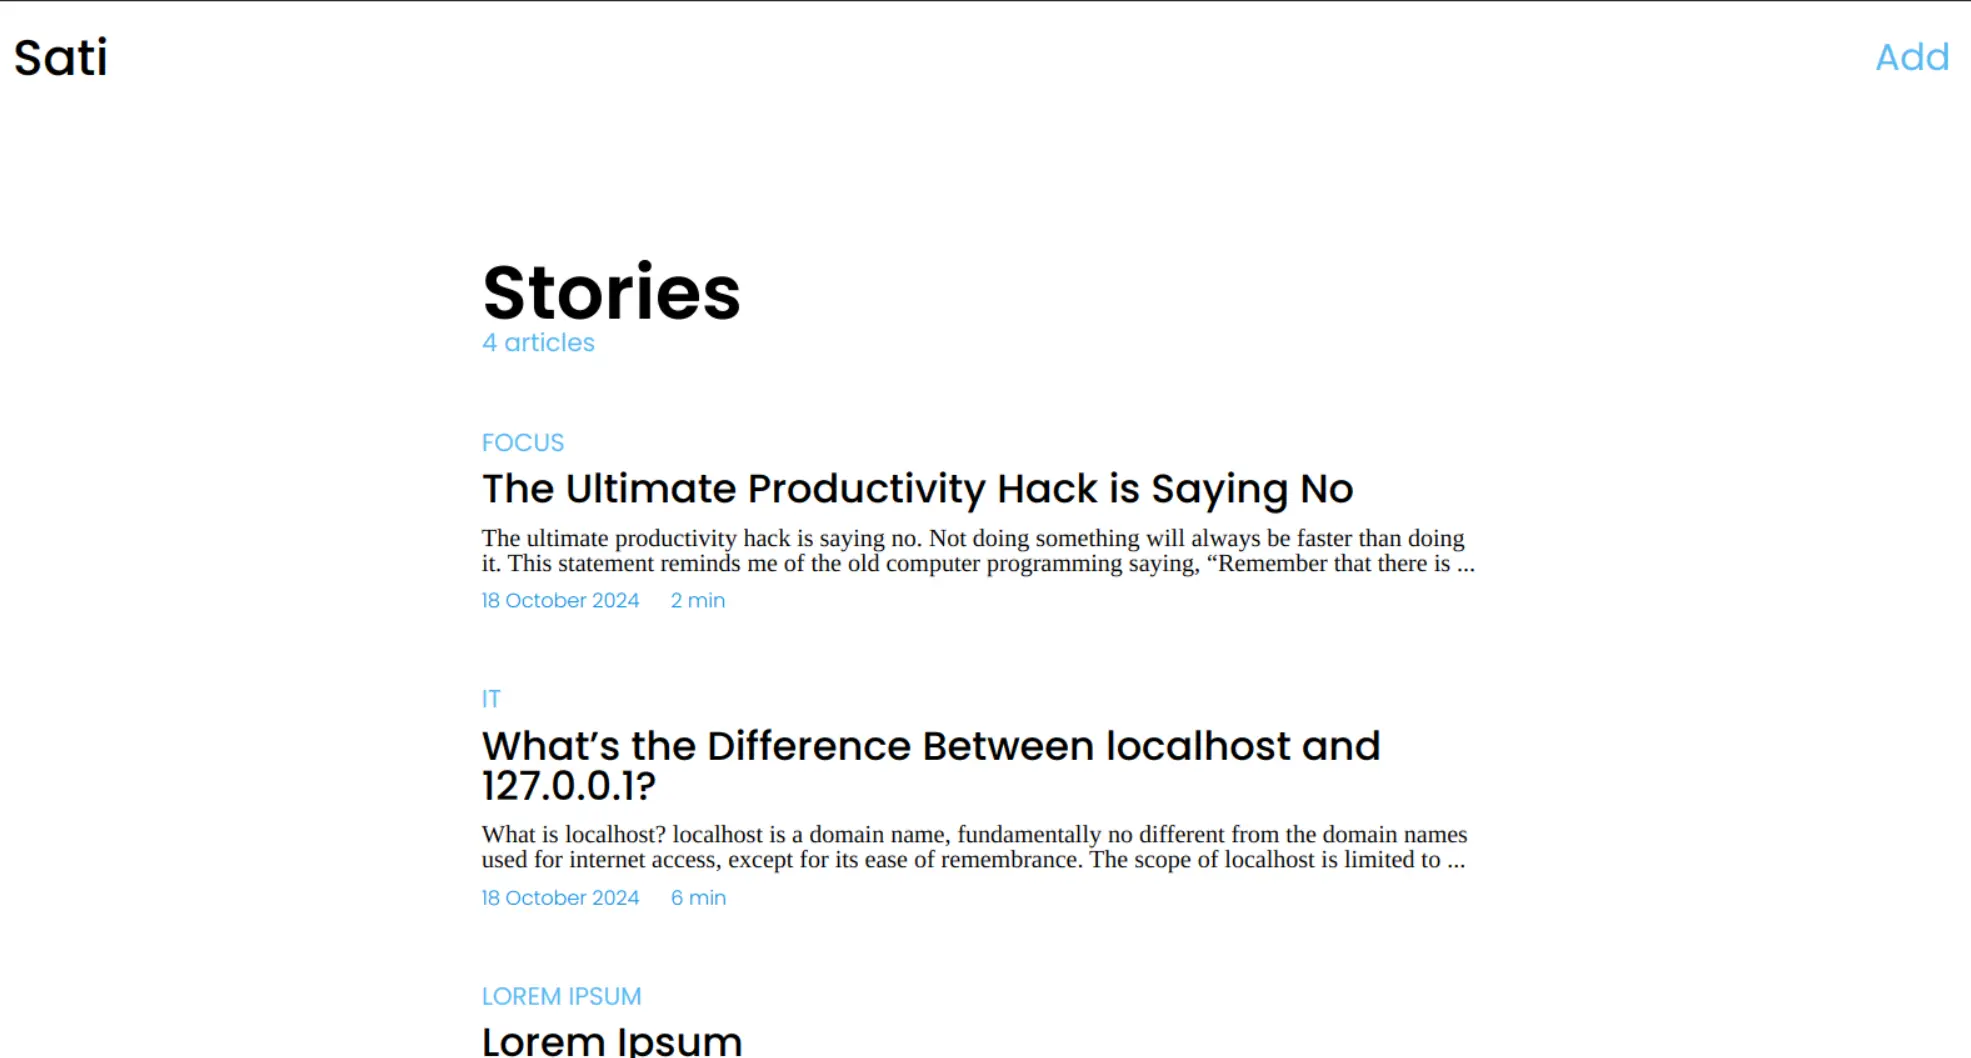 Sati
Add
Stories
4 articles
FOCUS
The Ultimate Productivity Hack is Saying No
The ultimate productivity hack is saying no. Not doing something will always be faster than doing
it. This statement reminds me of the old computer programming saying, “Remember that there is ...
18 October 2024 2 min
IT
What’s the Difference Between localhost and
127.0.0.1?
What is localhost? localhost is a domain name, fundamentally no different from the domain names
used for internet access, except for its ease of remembrance. The scope of localhost is limited to ...
18 October 2024 6 min
LOREM IPSUM
Lorem Ipsum